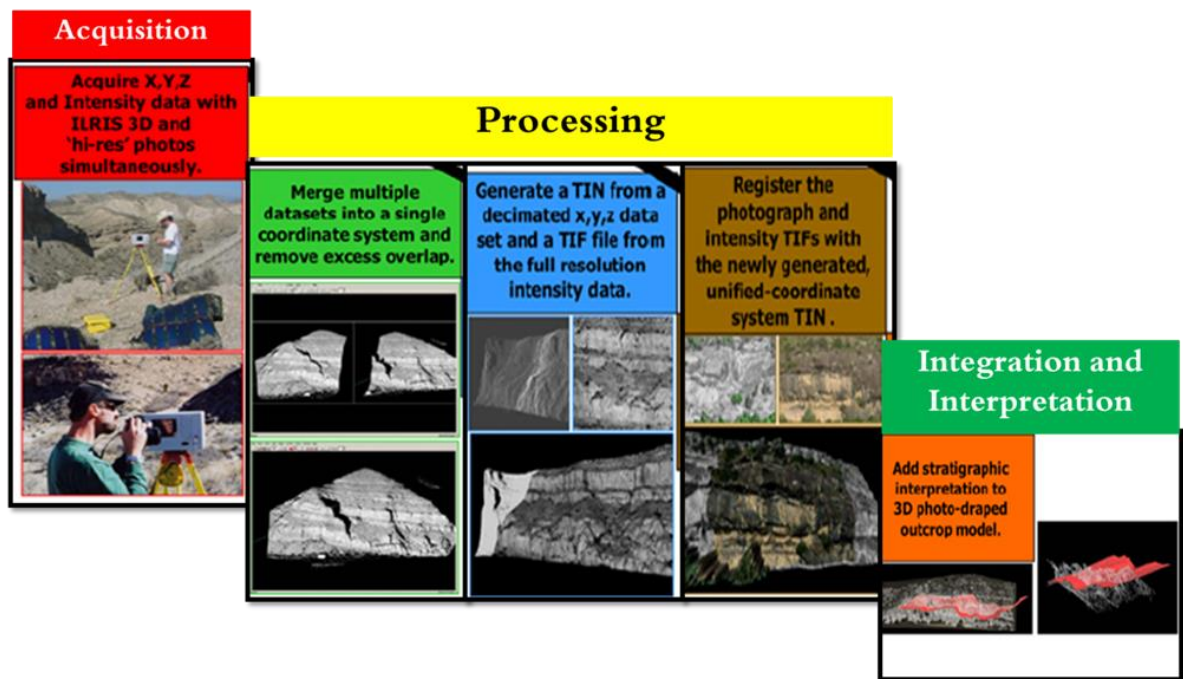 Acquisition
Acquire X,Y,Z
and Intensity data with
ILRIS 3D and
‘hi-res’ photos
simultaneously.
Processing
Merge multiple
datasets into a single
coordinate system and
remove excess overlap.
Generate a TIN from a
decimated x,y,z data
set and a TIF file from
the full resolution
intensity data.
Register the
photograph and
intensity TIFs with
the newly generated,
unified-coordinate
system TIN .
Integration and
Interpretation
Add stratigraphic
interpretation to
3D photo-draped
outcrop model.